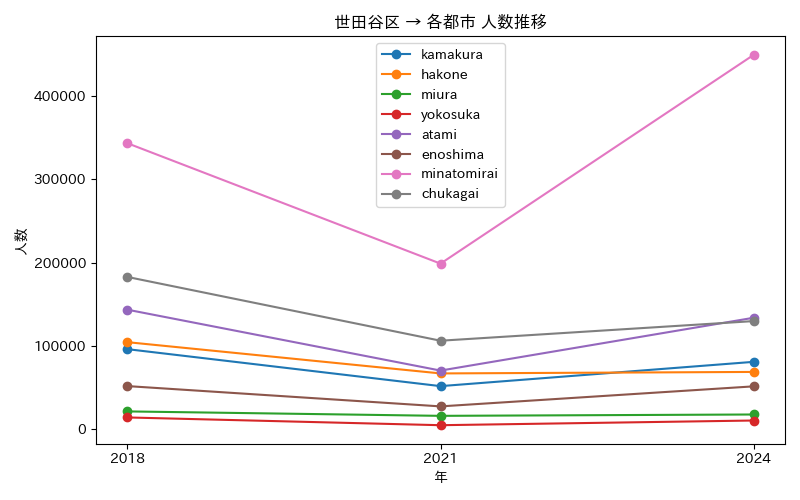 世田谷区 → 各都市 人数推移
kamakura
hakone
miura
yokosuka
atami
enoshima
minatomirai
chukagai
人数
400000
300000
200000
100000
0
2018
2021
2024
年